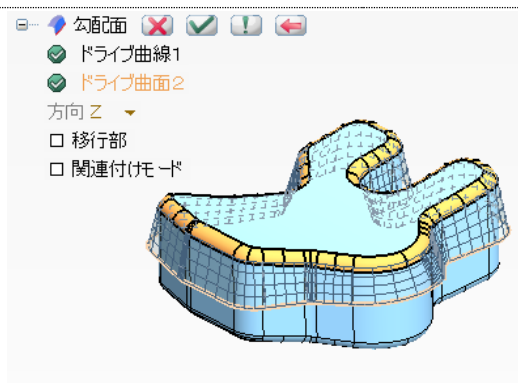 勾配面
ドライブ曲線1
ドライブ曲面2
方向 Z
移行部
関連付けモード